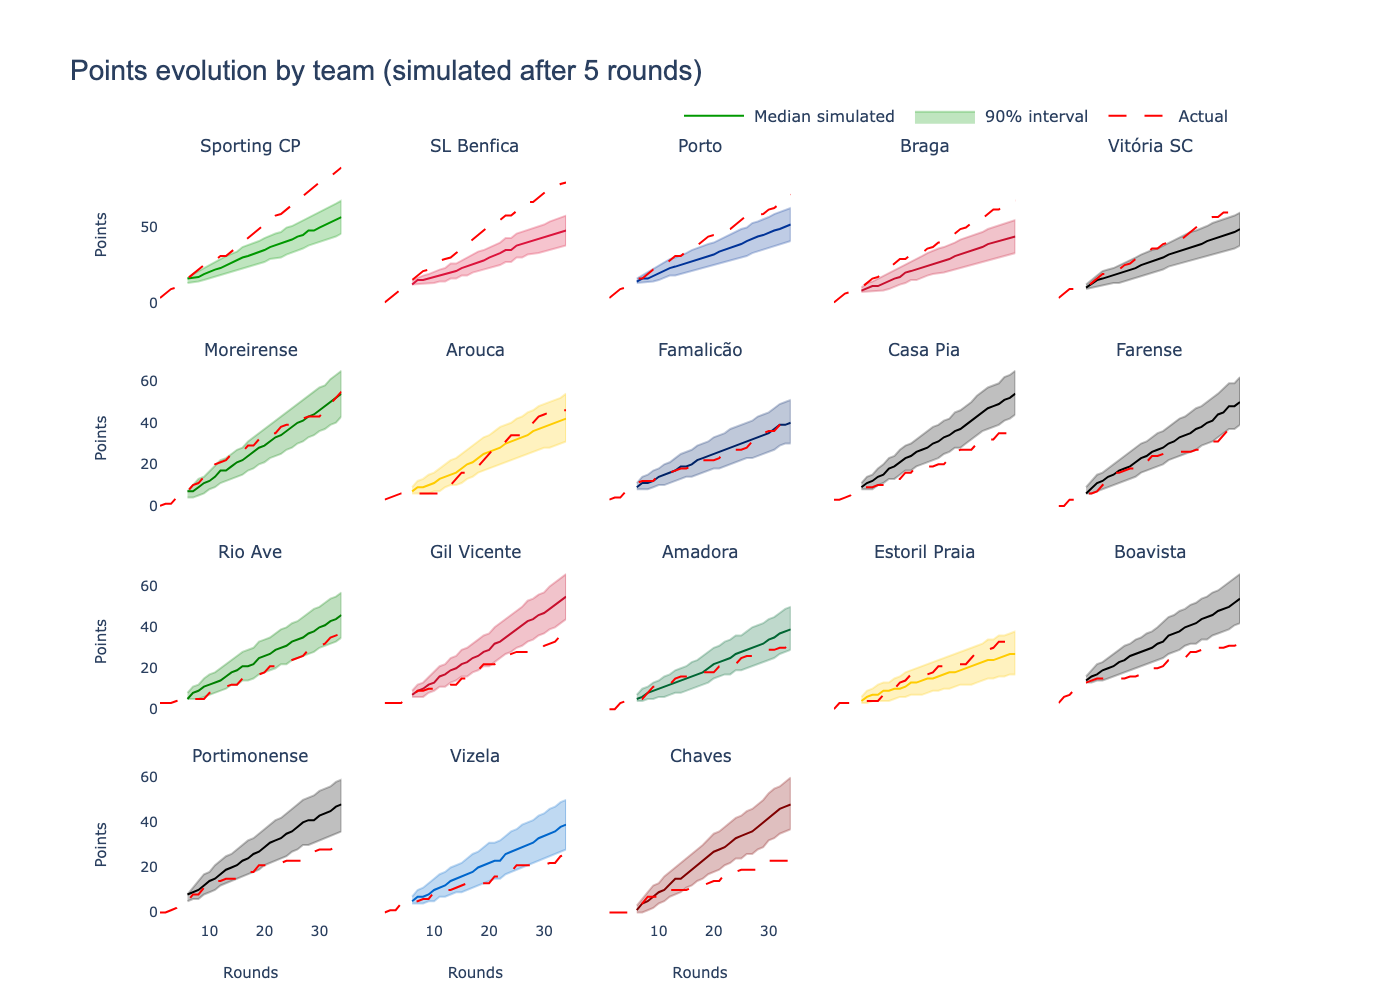 Points evolution by team (simulated after 5 rounds)
Median simulated 90% interval Actual
Sporting CP SL Benfica Porto Braga Vitória SC
Points
50
0
Moreirense Arouca Famalicão Casa Pia Farense
Points
60
40
20
0
Rio Ave Gil Vicente Amadora Estoril Praia Boavista
Points
60
40
20
0
Portimonense Vizela Chaves
Points
60
40
20
0
10 20 30 10 20 30 10 20 30
Rounds Rounds Rounds